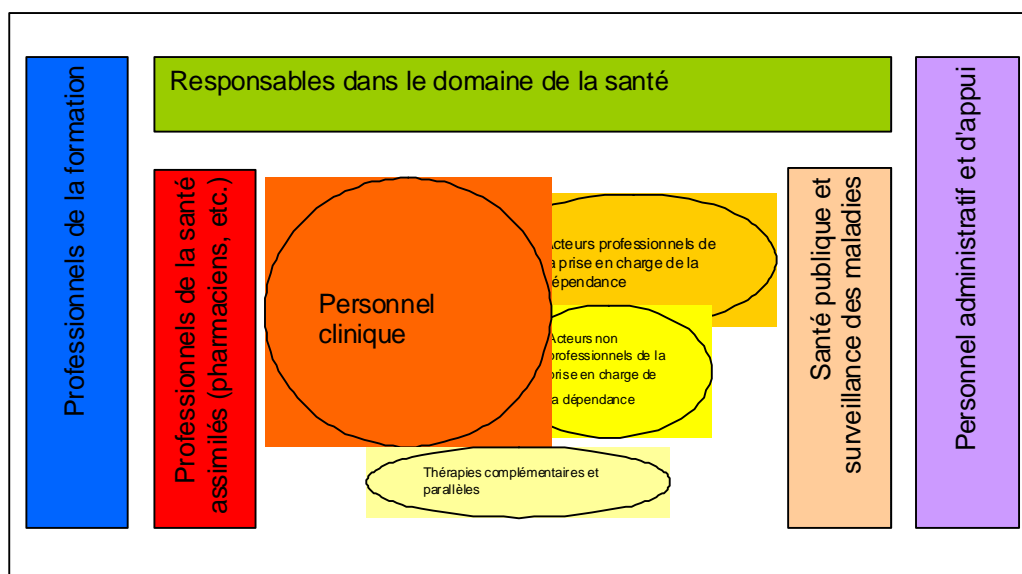 Professionnels de la formation
Responsables dans le domaine de la santé
Professionnels de la santé
assimilés (pharmaciens, etc.)
Personnel
clinique
Acteurs professionnels de
la prise en charge de la
dépendance
Acteurs non
professionnels de la
prise en charge de
la dépendance
Thérapies complémentaires et
parallèles
Santé publique et
surveillance des maladies
Personnel administratif et d'appui